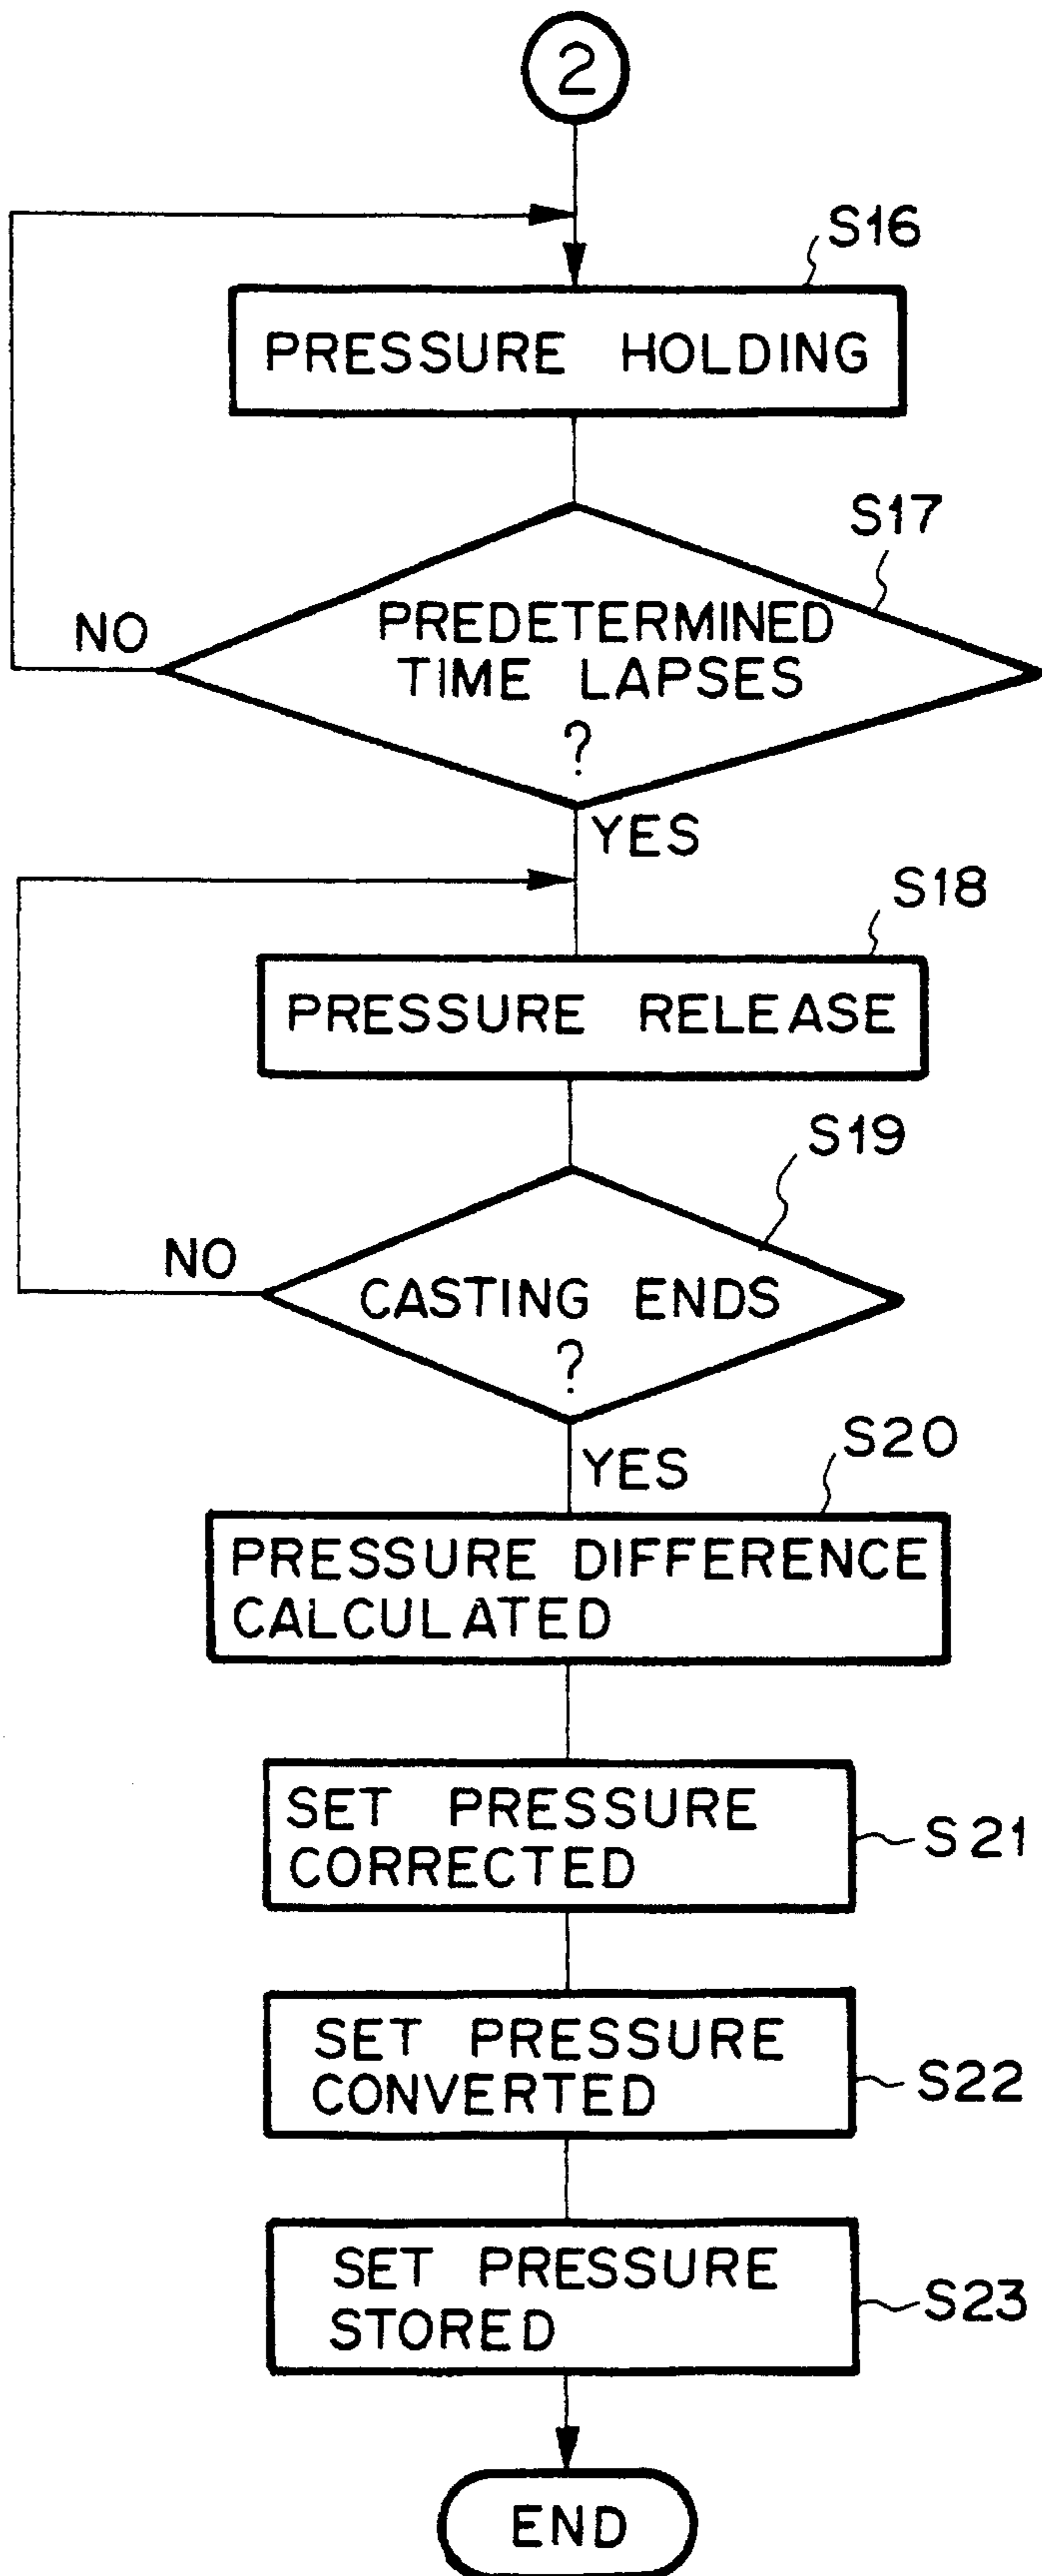 2
S16
PRESSURE HOLDING
S17
PREDETERMINED
TIME LAPSES
?
NO
YES
S18
PRESSURE RELEASE
S19
NO
CASTING ENDS
?
YES
S20
PRESSURE DIFFERENCE
CALCULATED
SET PRESSURE
CORRECTED
S21
SET PRESSURE
CONVERTED
S22
SET PRESSURE
STORED
S23
END